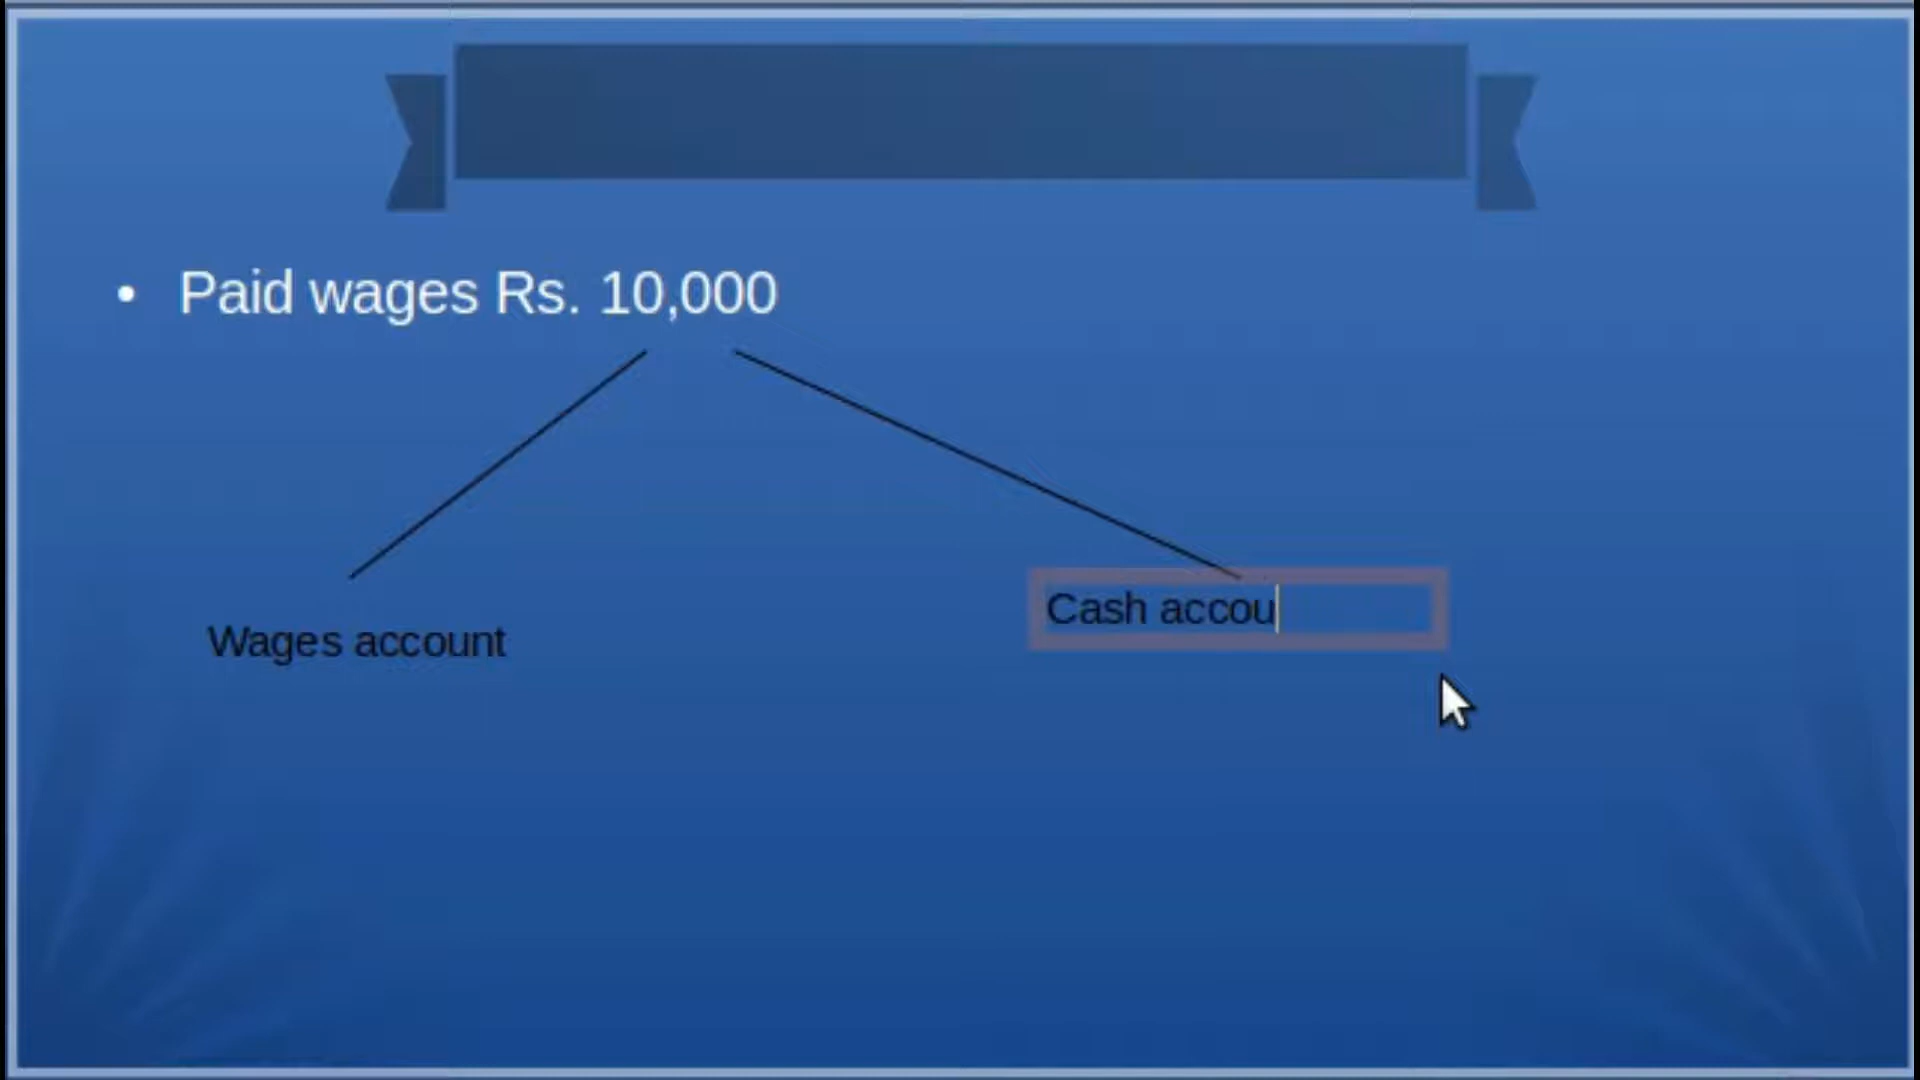 • Paid wages Rs. 10,000
Wages account
Cash accou